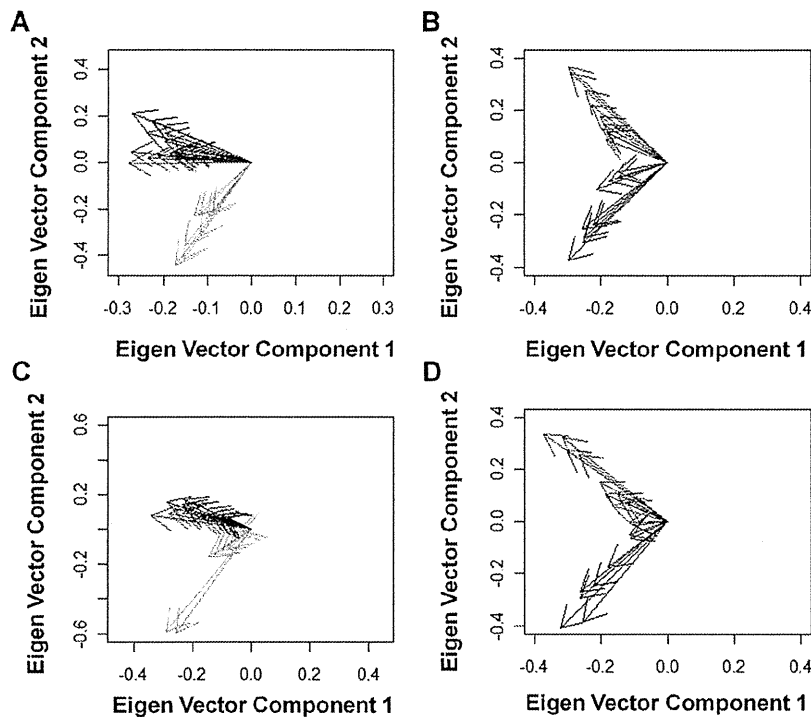 A
B
Eigen Vector Component 2
0.4
0.2
0.0
-0.2
-0.4
-0.3 -0.2 -0.1 0.0 0.1 0.2 0.3
Eigen Vector Component 1
Eigen Vector Component 2
0.4
0.2
0.0
-0.2
-0.4
-0.4 -0.2 0.0 0.2 0.4
Eigen Vector Component 1
C
D
Eigen Vector Component 2
0.6
0.2
-0.2
-0.6
-0.4 -0.2 0.0 0.2 0.4
Eigen Vector Component 1
Eigen Vector Component 2
0.4
0.2
0.0
-0.2
-0.4
-0.4 -0.2 0.0 0.2 0.4
Eigen Vector Component 1